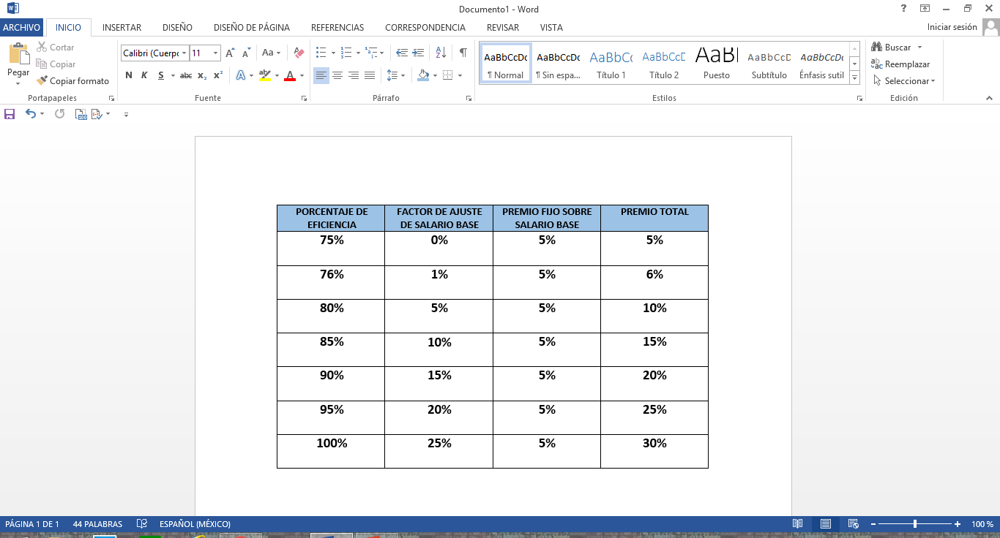 Documento1 - Word
ARCHIVO INICIO INSERTAR DISEÑO DISEÑO DE PÁGINA REFERENCIAS CORRESPONDENCIA REVISAR VISTA Iniciar sesión
Pegar
Cortar
Copiar
Copiar formato
Portapapeles
Calibri (Cuerpo 11
N K S abc x₂ x²
Fuente
Párrafo
AaBbCcDc AaBbCcDc AaBbCc AaBbCcD AaB AaBbCcD AaBbCcDc
¶ Normal ¶ Sin espa... Título 1 Título 2 Puesto Subtítulo Énfasis sutil
Estilos
Buscar
Reemplazar
Seleccionar
Edición
PORCENTAJE DE EFICIENCIA FACTOR DE AJUSTE DE SALARIO BASE PREMIO FIJO SOBRE SALARIO BASE PREMIO TOTAL
75% 0% 5% 5%
76% 1% 5% 6%
80% 5% 5% 10%
85% 10% 5% 15%
90% 15% 5% 20%
95% 20% 5% 25%
100% 25% 5% 30%
PÁGINA 1 DE 1 44 PALABRAS ESPAÑOL (MÉXICO) 100 %